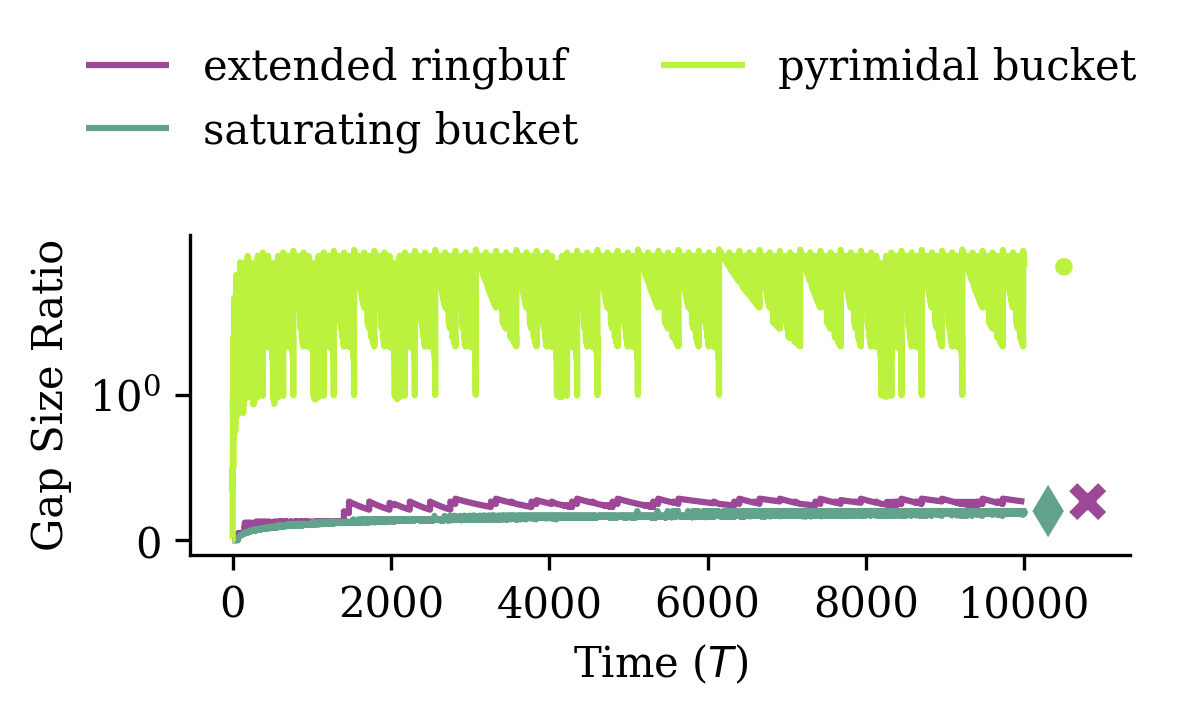 extended ringbuf
pyrimidal bucket
saturating bucket
Gap Size Ratio
10⁰
0
0
2000
4000
6000
8000
10000
Time (T)